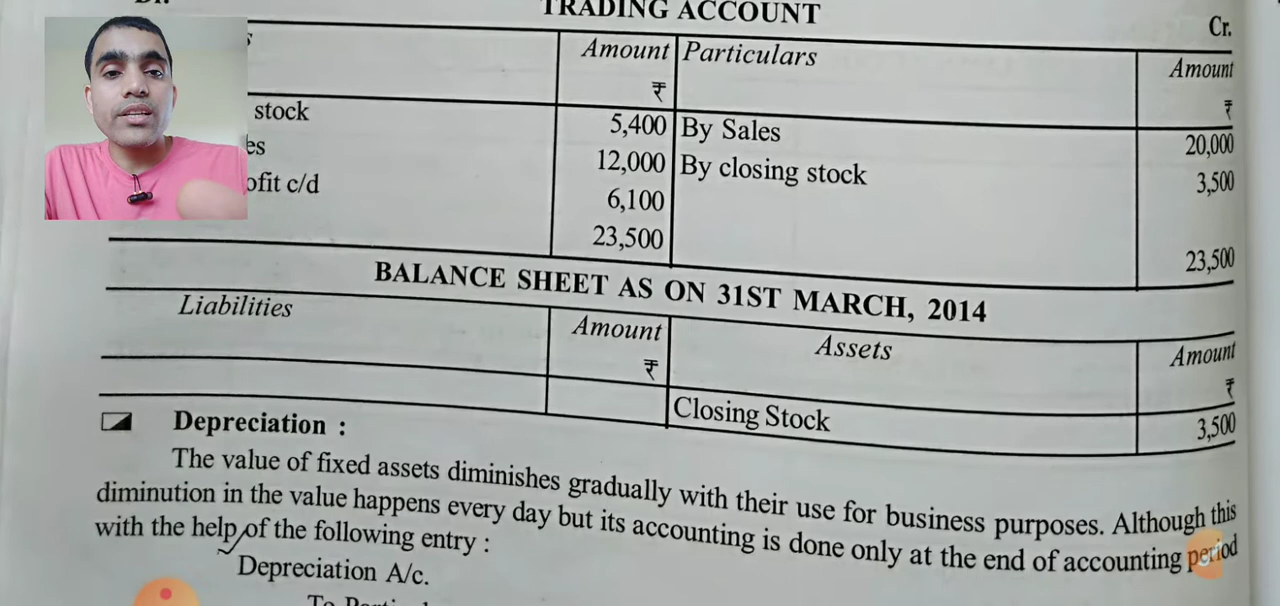 TRADING ACCOUNT
Cr.
Amount Particulars Amount
₹ ₹
stock 5,400 By Sales 20,000
12,000 By closing stock 3,500
c/d 6,100
23,500 23,500
BALANCE SHEET AS ON 31ST MARCH, 2014
Liabilities Amount Assets Amount
₹ ₹
Closing Stock 3,500
Depreciation :
The value of fixed assets diminishes gradually with their use for business purposes. Although this
diminution in the value happens every day but its accounting is done only at the end of accounting period
with the help of the following entry :
Depreciation A/c.
To